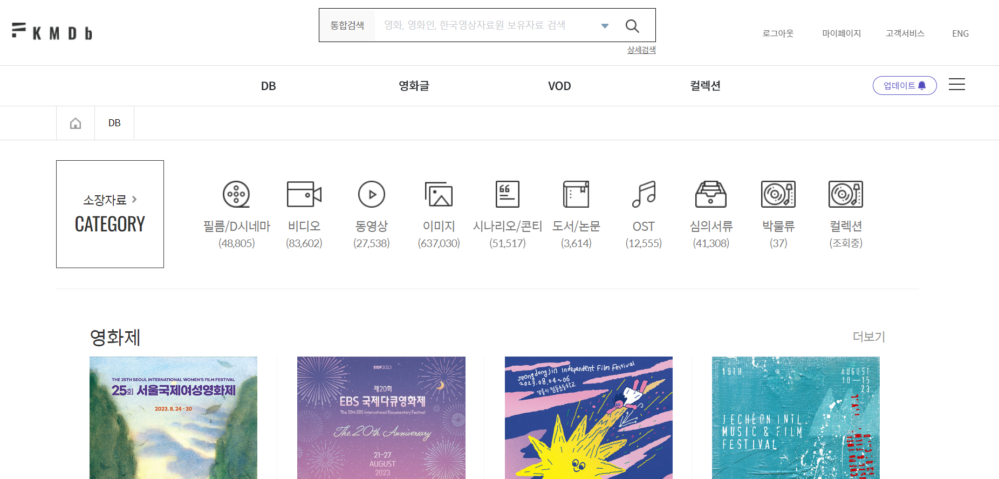 KMDb
통합검색
영화, 영화인, 한국영상자료원 보유자료 검색
상세검색
로그아웃
마이페이지
고객서비스
ENG
DB
영화글
VOD
컬렉션
업데이트
DB
소장자료
CATEGORY
필름/D시네마
(48,805)
비디오
(83,602)
동영상
(27,538)
이미지
(637,030)
시나리오/콘티
(51,517)
도서/논문
(3,614)
OST
(12,555)
심의서류
(41,308)
박물류
(37)
컬렉션
(조회중)
영화제
더보기
THE 25TH SEOUL INTERNATIONAL WOMEN'S FILM FESTIVAL
25회 서울국제여성영화제
2023. 8. 24 - 30
EIDF2023
제20회
EBS 국제다큐영화제
The 20th EBS International Documentary Festival
The 20th Anniversary
21-27
AUGUST
2023
Jeongdongjin Independent Film Festival
2023.08.04~06
강릉시 정동초등학교
19TH
AUGUST
10—15
23
JECHEON INTL.
MUSIC & FILM
FESTIVAL